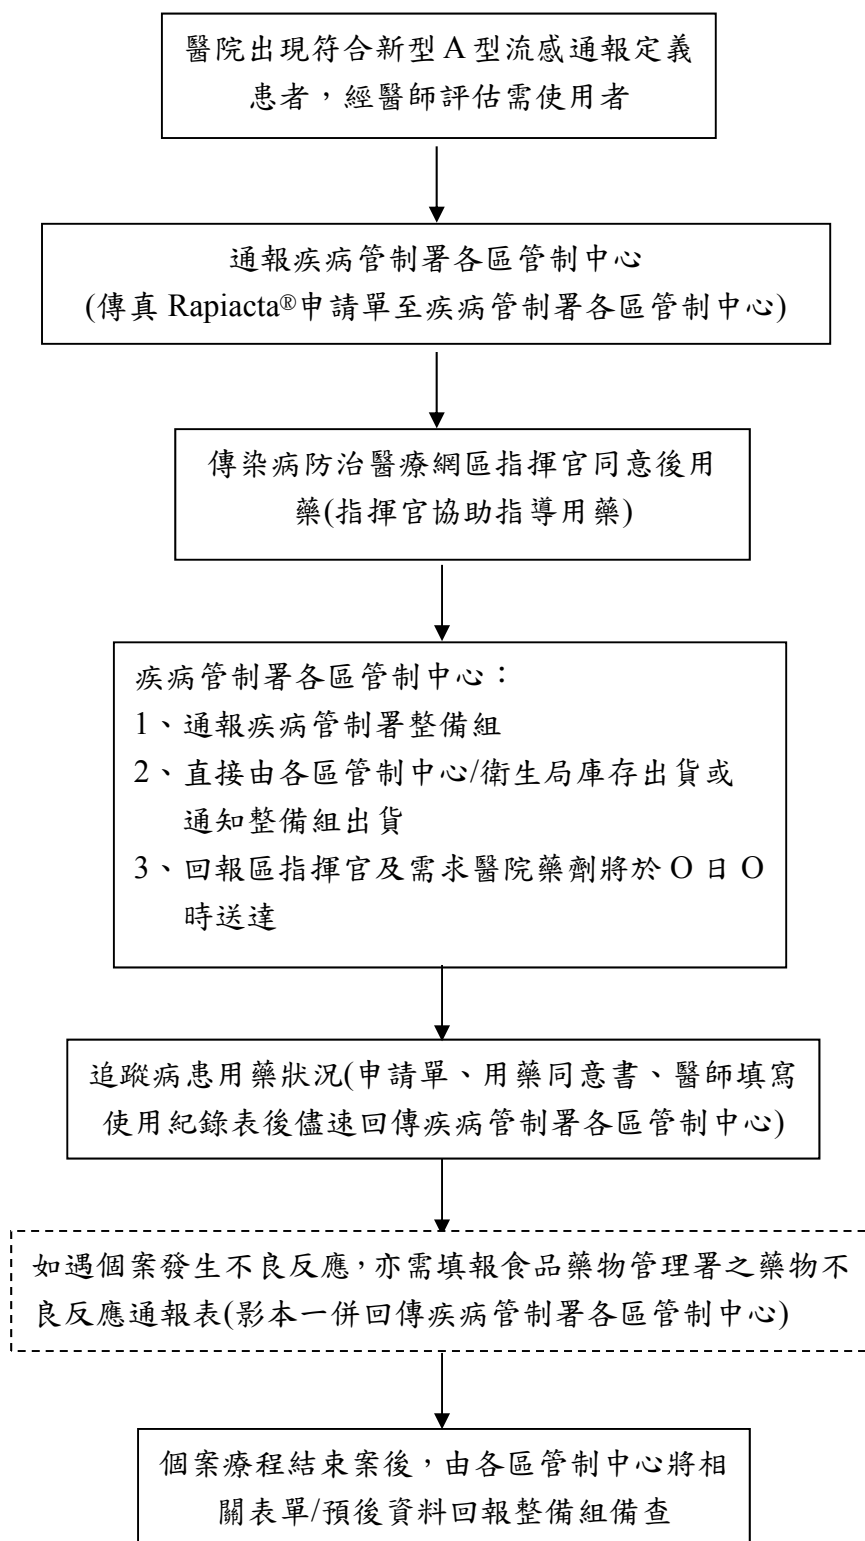 醫院出現符合新型 A 型流感通報定義
患者，經醫師評估需使用者
通報疾病管制署各區管制中心
(傳真 Rapiacta®申請單至疾病管制署各區管制中心)
傳染病防治醫療網區指揮官同意後用
藥(指揮官協助指導用藥)
疾病管制署各區管制中心：
1、通報疾病管制署整備組
2、直接由各區管制中心/衛生局庫存出貨或
通知整備組出貨
3、回報區指揮官及需求醫院藥劑將於 O 日 O
時送達
追蹤病患用藥狀況(申請單、用藥同意書、醫師填寫
使用紀錄表後儘速回傳疾病管制署各區管制中心)
如遇個案發生不良反應，亦需填報食品藥物管理署之藥物不
良反應通報表(影本一併回傳疾病管制署各區管制中心)
個案療程結束案後，由各區管制中心將相
關表單/預後資料回報整備組備查